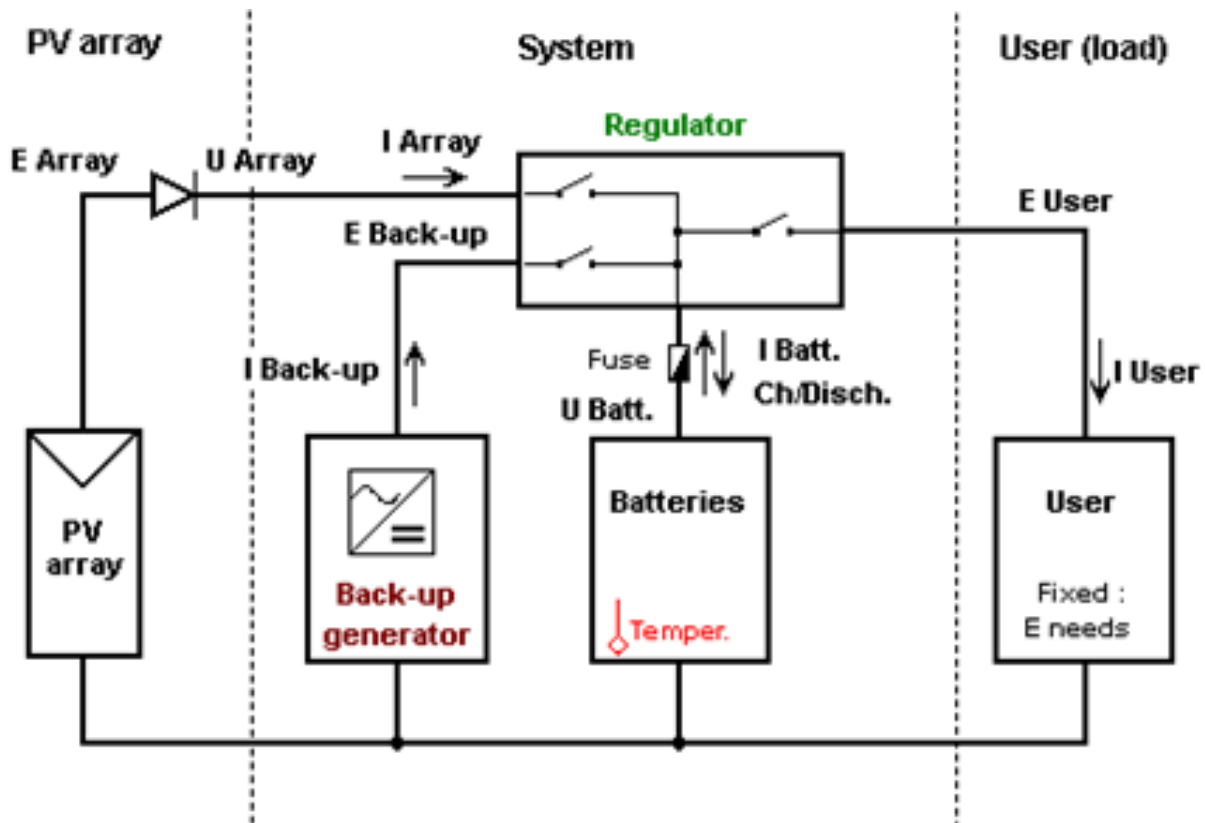 PV array
System
User (load)
Regulator
I Array
E Array
U Array
E User
E Back-up
Fuse
I Batt.
I Back-up
I User
Ch/Disch.
U Batt.
Batteries
User
PV
array
Back-up
generator
Fixed :
E needs
Temper.